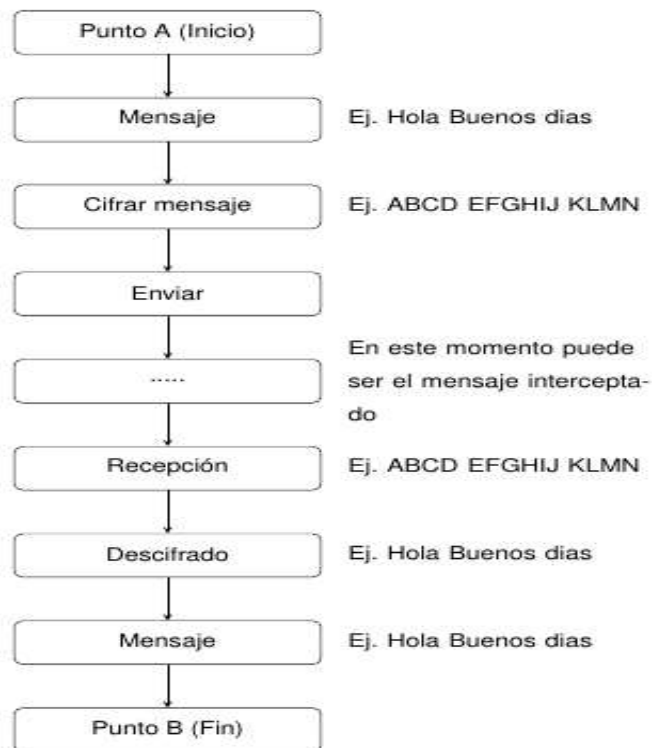 Punto A (Inicio)
Mensaje
Ej. Hola Buenos dias
Cifrar mensaje
Ej. ABCD EFGHIJ KLMN
Enviar
.....
En este momento puede
ser el mensaje intercepta-
do
Recepción
Ej. ABCD EFGHIJ KLMN
Descifrado
Ej. Hola Buenos dias
Mensaje
Ej. Hola Buenos dias
Punto B (Fin)